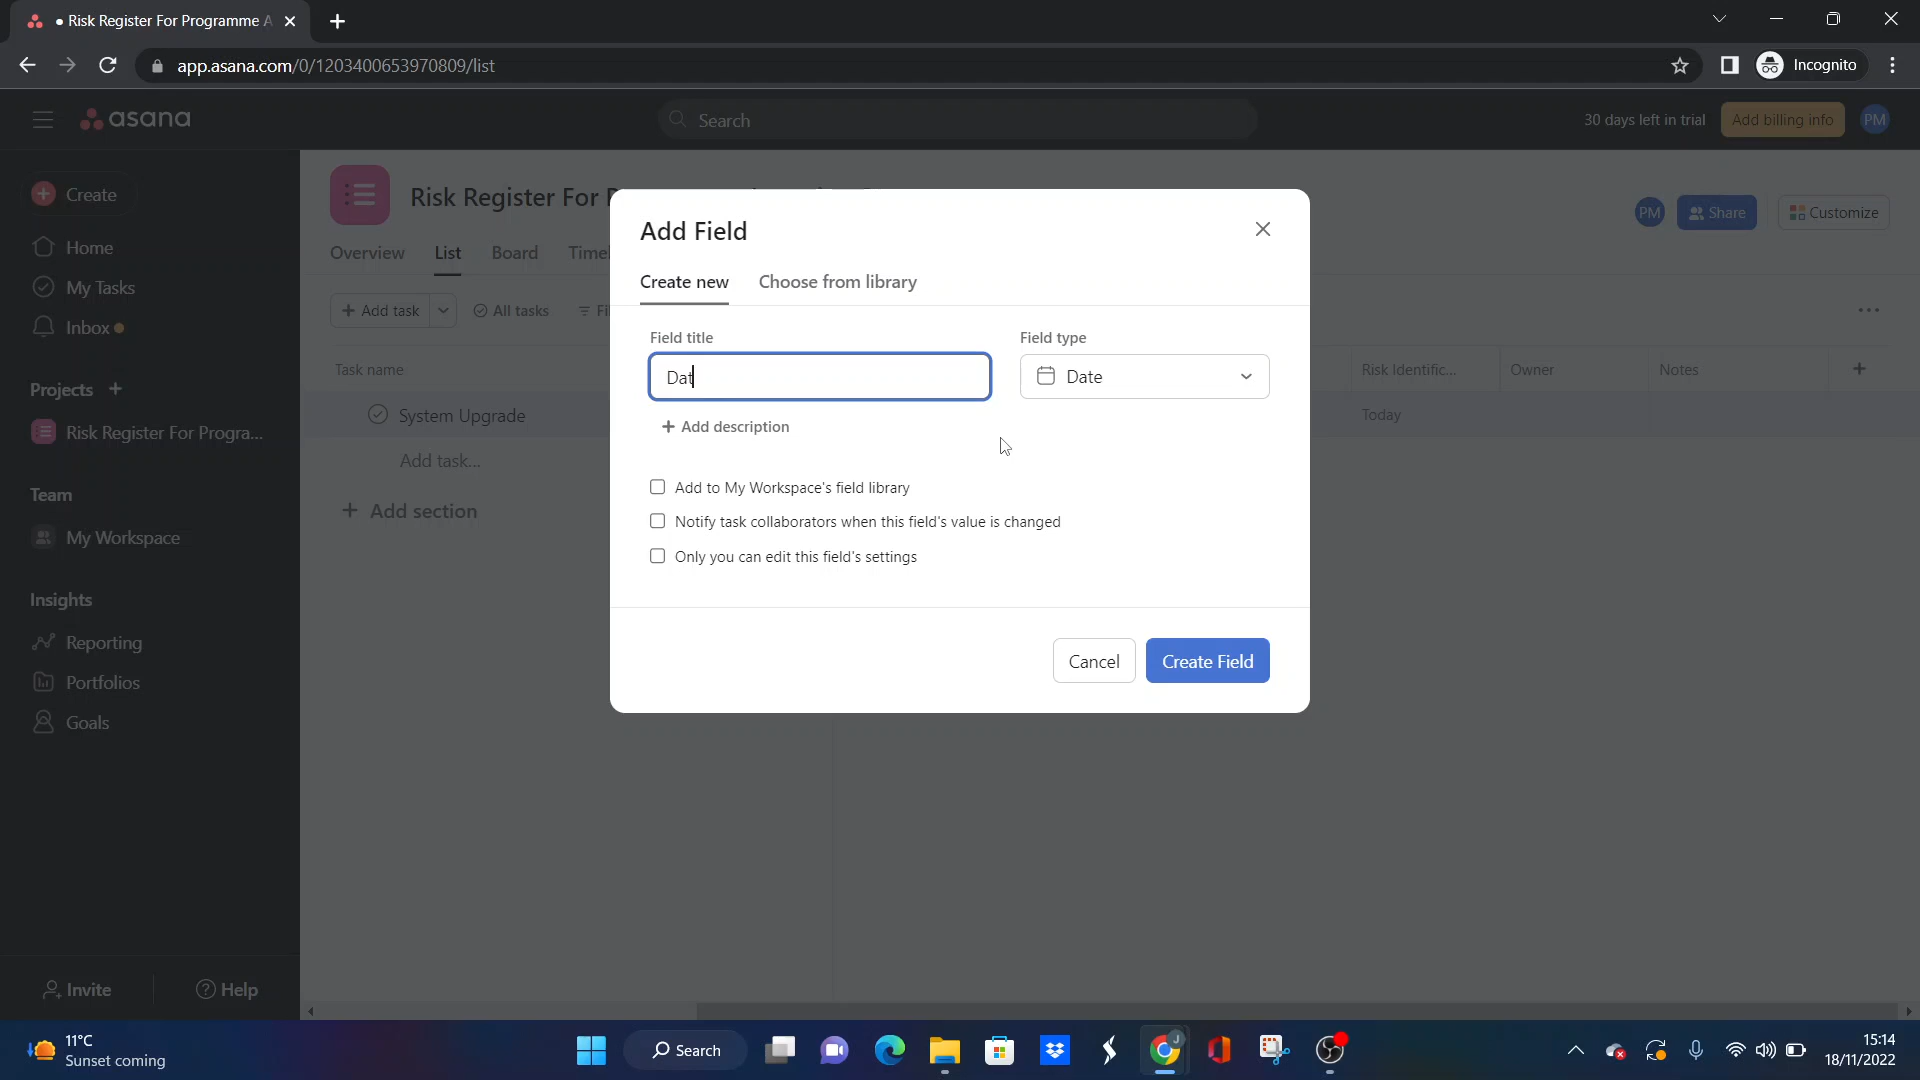 Risk Register For Programme A
app.asana.com/0/1203400653970809/list
Incognito
asana
Search
30 days left in trial
Add billing info
PM
Create
Home
My Tasks
Inbox
Projects +
Risk Register For Progra...
Team
My Workspace
Insights
Reporting
Portfolios
Goals
Invite
Help
Risk Register For
Overview
List
Board
PM
Share
Customize
+ Add task
All tasks
Task name
Risk Identific...
Owner
Notes
+
System Upgrade
Today
Add task...
+ Add section
Add Field
Create new
Choose from library
Field title
Field type
Dat
Date
+ Add description
Add to My Workspace's field library
Notify task collaborators when this field's value is changed
Only you can edit this field's settings
Cancel
Create Field
11°C
Sunset coming
Search
15:14
18/11/2022